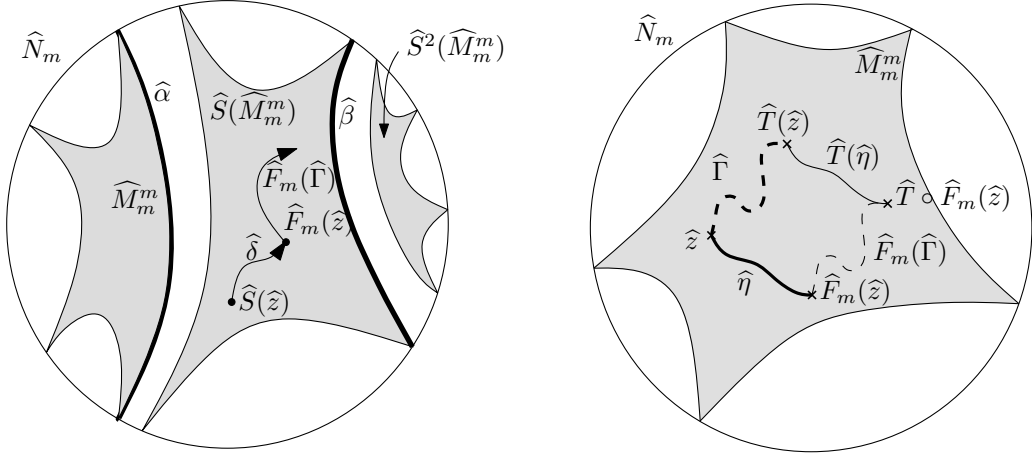 N̂_m
α̂
Ŝ(M̂_m^m)
β̂
Ŝ²(M̂_m^m)
M̂_m^m
F̂_m(Γ̂)
F̂_m(ẑ)
δ̂
Ŝ(ẑ)
N̂_m
M̂_m^m
T̂(ẑ)
T̂(η̂)
Γ̂
T̂ ∘ F̂_m(ẑ)
ẑ
F̂_m(Γ̂)
η̂
F̂_m(ẑ)